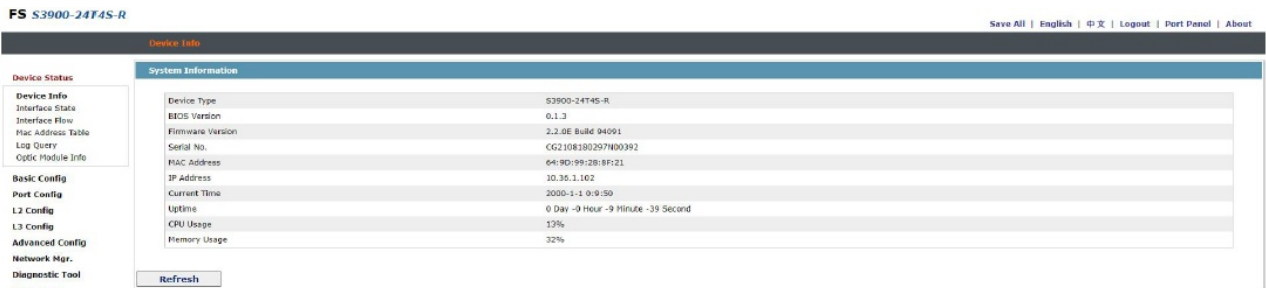 FS S3900-24T4S-R
Save All | English | 中文 | Logout | Port Panel | About
Device Info
Device Status
Device Info
Interface State
Interface Flow
Mac Address Table
Log Query
Optic Module Info
Basic Config
Port Config
L2 Config
L3 Config
Advanced Config
Network Mgr.
Diagnostic Tool
System Information
Device Type S3900-24T4S-R
BIOS Version 0.1.3
Firmware Version 2.2.0E Build 94091
Serial No. CG2108180297N00392
MAC Address 64:9D:99:28:8F:21
IP Address 10.36.1.102
Current Time 2000-1-1 0:9:50
Uptime 0 Day -0 Hour -9 Minute -39 Second
CPU Usage 13%
Memory Usage 32%
Refresh